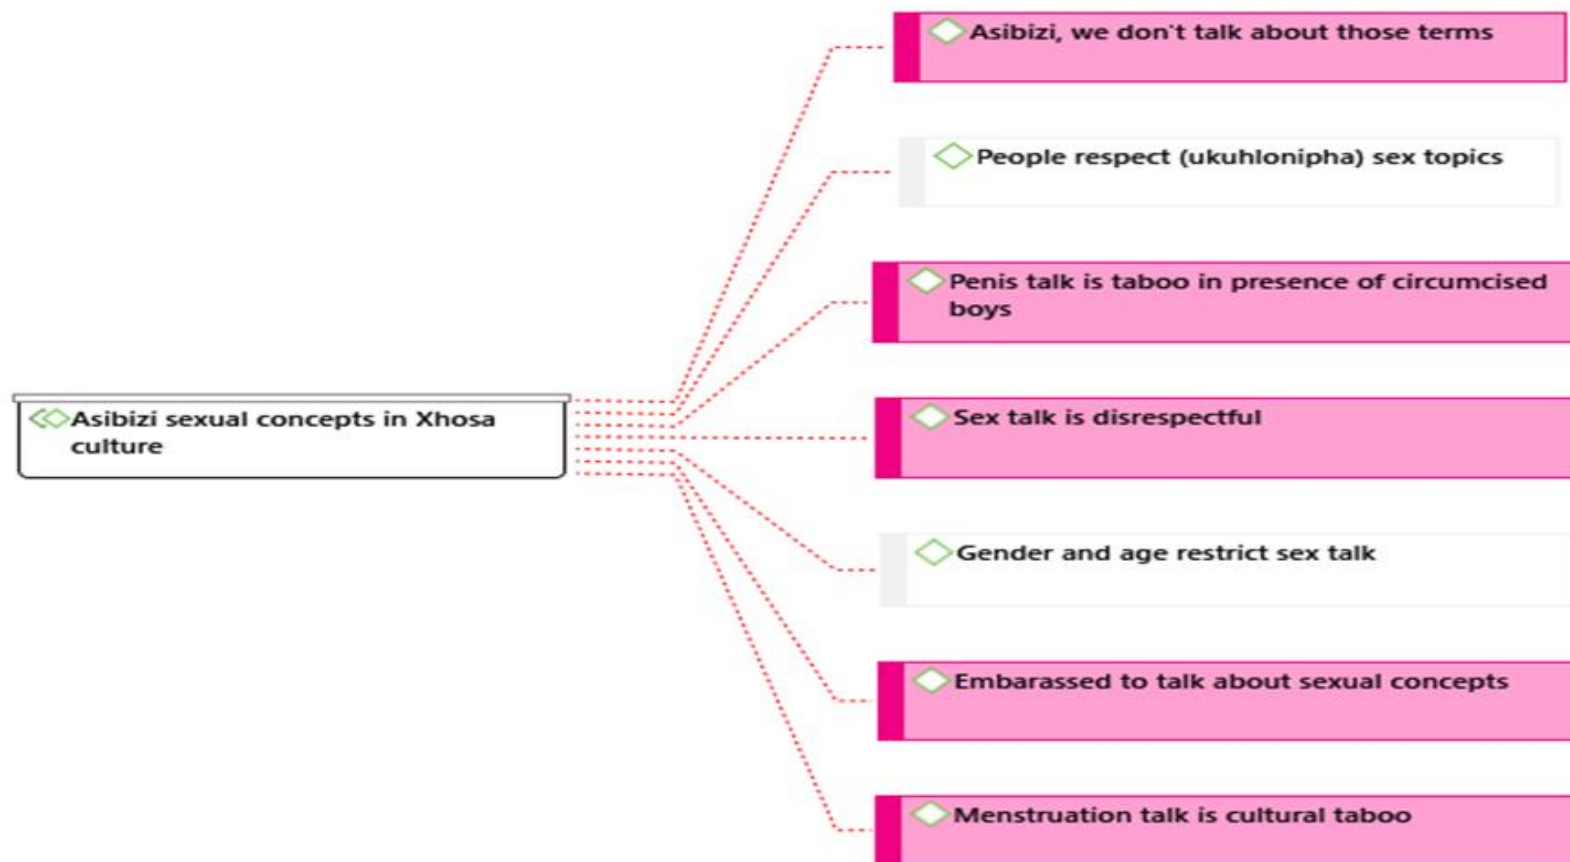 Asibizi, we don't talk about those terms
People respect (ukuhlonipha) sex topics
Penis talk is taboo in presence of circumcised
boys
Asibizi sexual concepts in Xhosa
culture
Sex talk is disrespectful
Gender and age restrict sex talk
Embarassed to talk about sexual concepts
Menstruation talk is cultural taboo